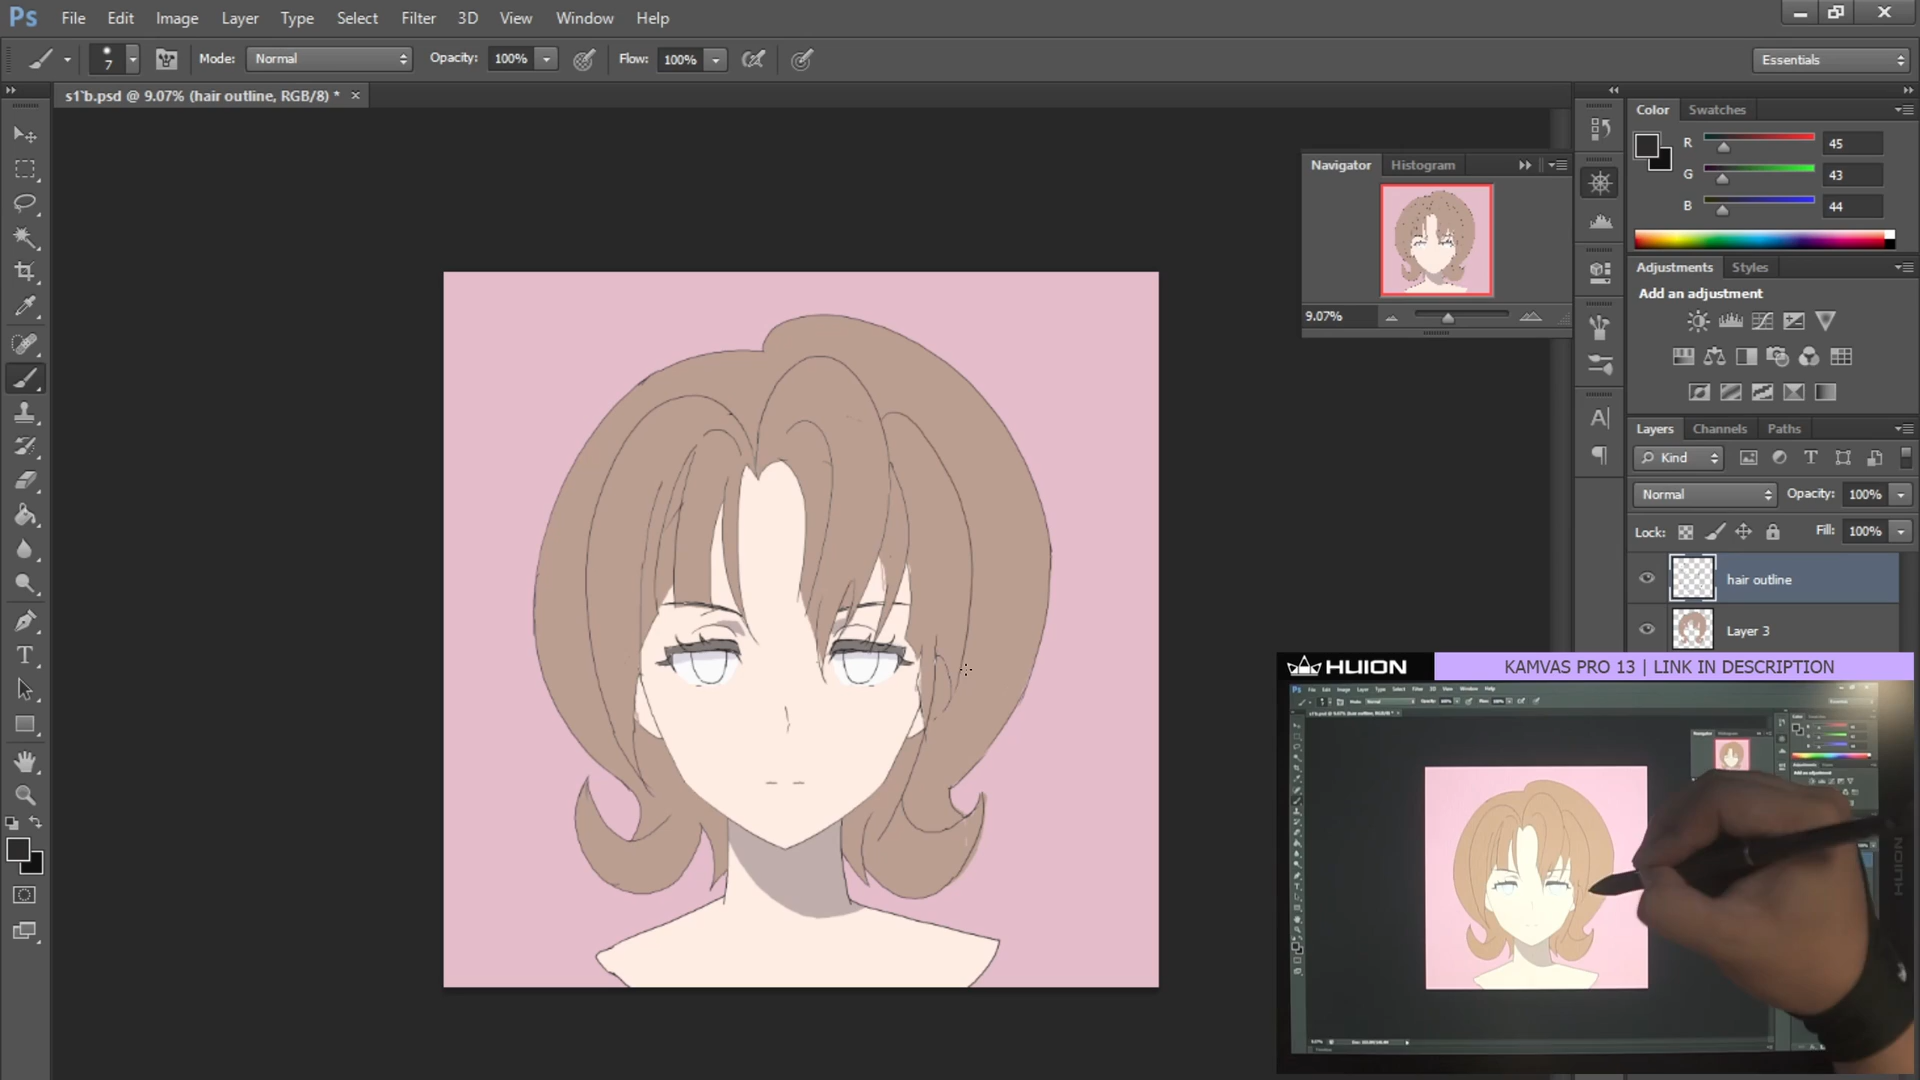 Ps File Edit Image Layer Type Select Filter 3D View Window Help
7 Mode: Normal Opacity: 100% Flow: 100% Essentials
s1`b.psd @ 9.07% (hair outline, RGB/8) * ×
Color Swatches
R 45
G 43
B 44
Navigator Histogram
9.07%
Adjustments Styles
Add an adjustment
Layers Channels Paths
Kind
Normal Opacity: 100%
Lock: Fill: 100%
hair outline
Layer 3
HUION KAMVAS PRO 13 | LINK IN DESCRIPTION
HUION